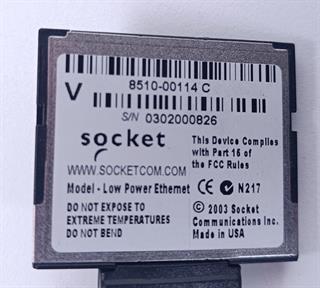 V
8510-00114 C
S/N 0302000826
socket
This Device Complies
with Part 15 of
the FCC Rules
WWW.SOCKETCOM.COM
Model - Low Power Ethernet CE N217
DO NOT EXPOSE TO
EXTREME TEMPERATURES
DO NOT BEND
© 2003 Socket
Communications Inc.
Made in USA